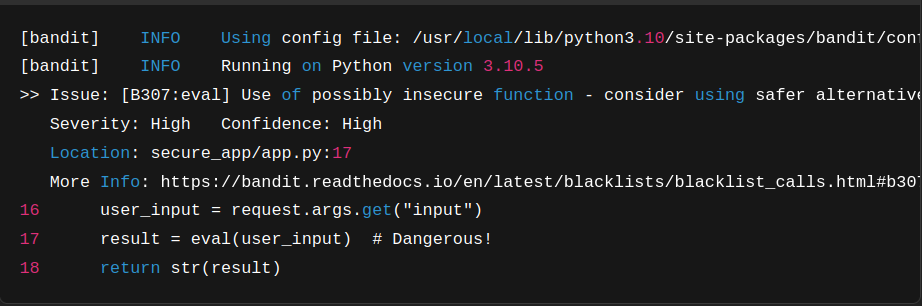 [bandit]    INFO    Using config file: /usr/local/lib/python3.10/site-packages/bandit/conf
[bandit]    INFO    Running on Python version 3.10.5
>> Issue: [B307:eval] Use of possibly insecure function - consider using safer alternative
   Severity: High   Confidence: High
   Location: secure_app/app.py:17
   More Info: https://bandit.readthedocs.io/en/latest/blacklists/blacklist_calls.html#b307
16      user_input = request.args.get("input")
17      result = eval(user_input)  # Dangerous!
18      return str(result)